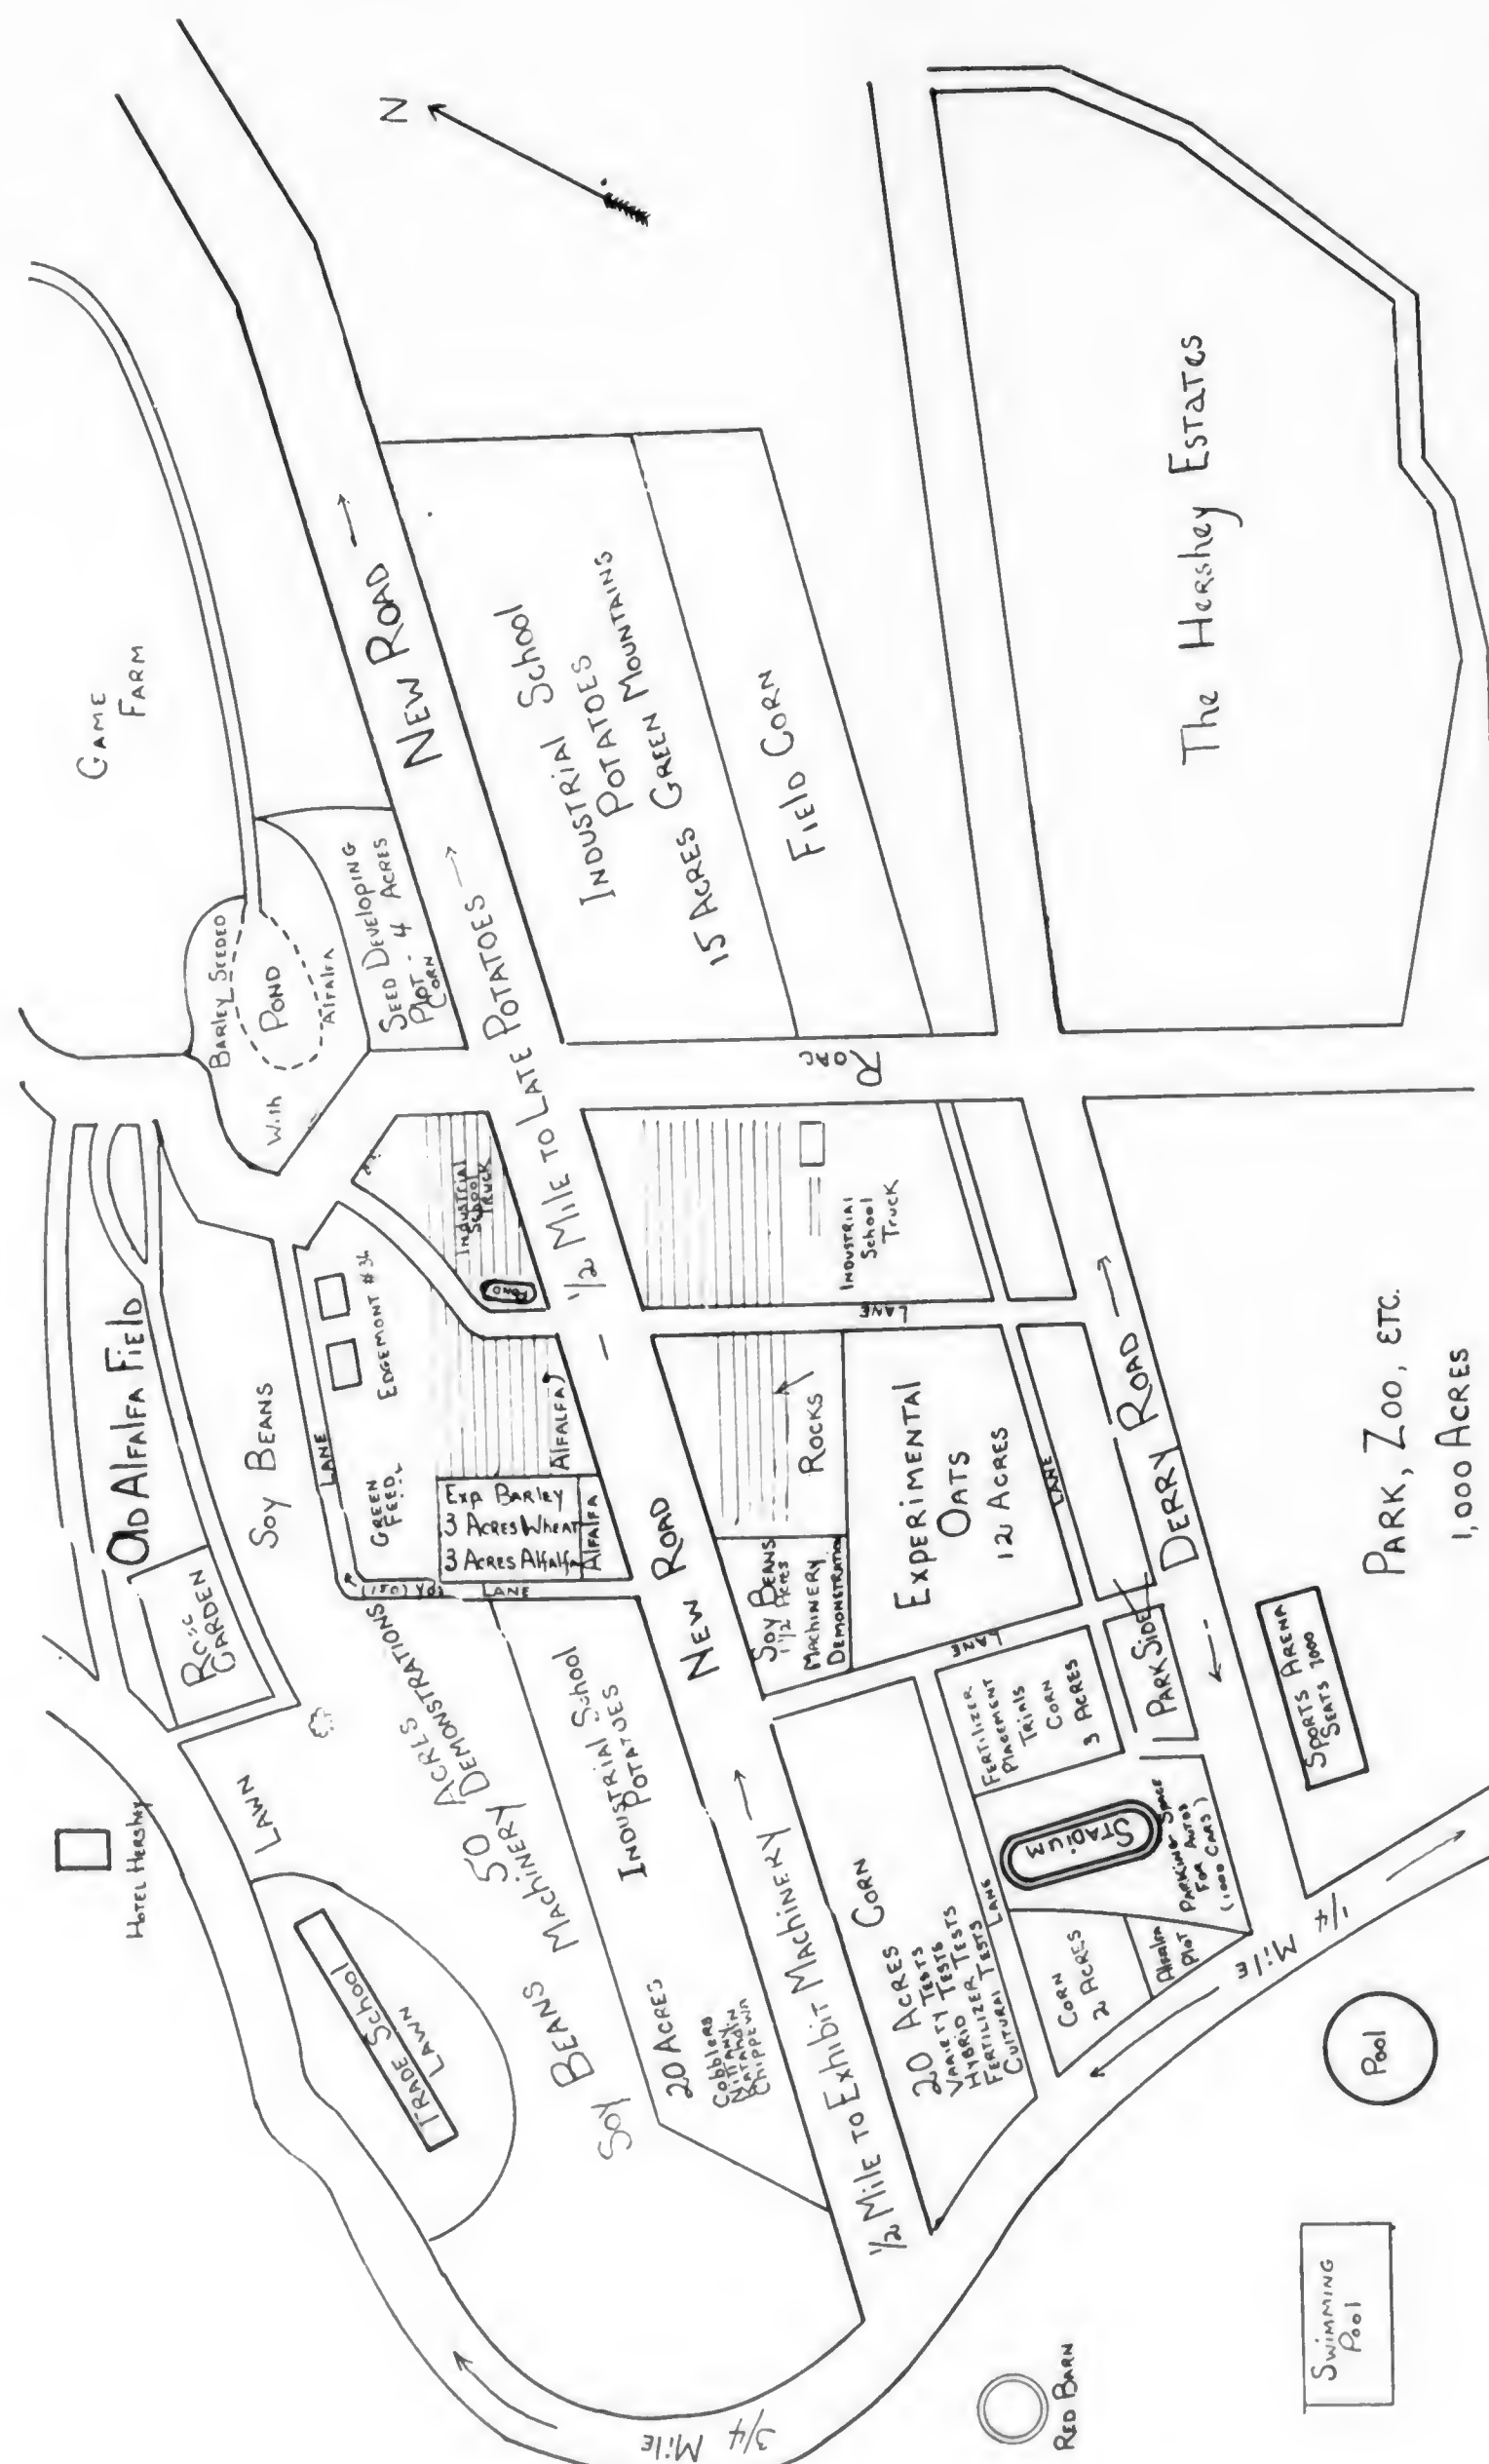 N
GAME
FARM
NEW ROAD
The Hershey Estates
INDUSTRIAL School
INDUSTRIAL
POTATOES
15 ACRES GREEN MOUNTAINS
FIELD CORN
BARLEY SEEDED
POND
With
Alfalfa
SEED DEVELOPING
PLOT - 4 ACRES
CORN
1/2 MILE TO LATE POTATOES
INDUSTRIAL
School
TRUCK
POND
INDUSTRIAL
School
Truck
LANE
Old Alfalfa Field
SOY BEANS
LANE
EDGEMONT #36
GREEN
FEED
Exp BARLEY
3 ACRES Wheat
3 ACRES Alfalfa
ALFALFA
ALFALFA
LANE
GARDEN
ROCKS
EXPERIMENTAL
OATS
12 ACRES
LANE
NEW ROAD
SOY BEANS
1 1/2 Acres
MACHINERY
DEMONSTRATION
LANE
DERRY ROAD
PARK, ZOO, ETC.
1,000 ACRES
PARKSIDE
SPORTS ARENA
SEATS 7000
FERTILIZER
PLACEMENT
TRIALS
CORN
3 ACRES
STADIUM
PARKING SPACE
FOR AUTOS
(1000 CARS)
HOTEL HERSHEY
LAWN
TRADE School
LAWN
50 ACRES
SOY BEANS MACHINERY DEMONSTRATIONS
INDUSTRIAL School
POTATOES
20 ACRES
Cobblers
Nittany
Katahdin
Chippewa
1/2 MILE TO EXHIBIT MACHINERY
20 ACRES CORN
VARIETY TESTS
HYBRID TESTS
FERTILIZER TESTS
CULTURAL TESTS
LANE
CORN
2 ACRES
Alfalfa
Plot
1/4 MILE
Pool
3/4 MILE
RED BARN
SWIMMING
Pool